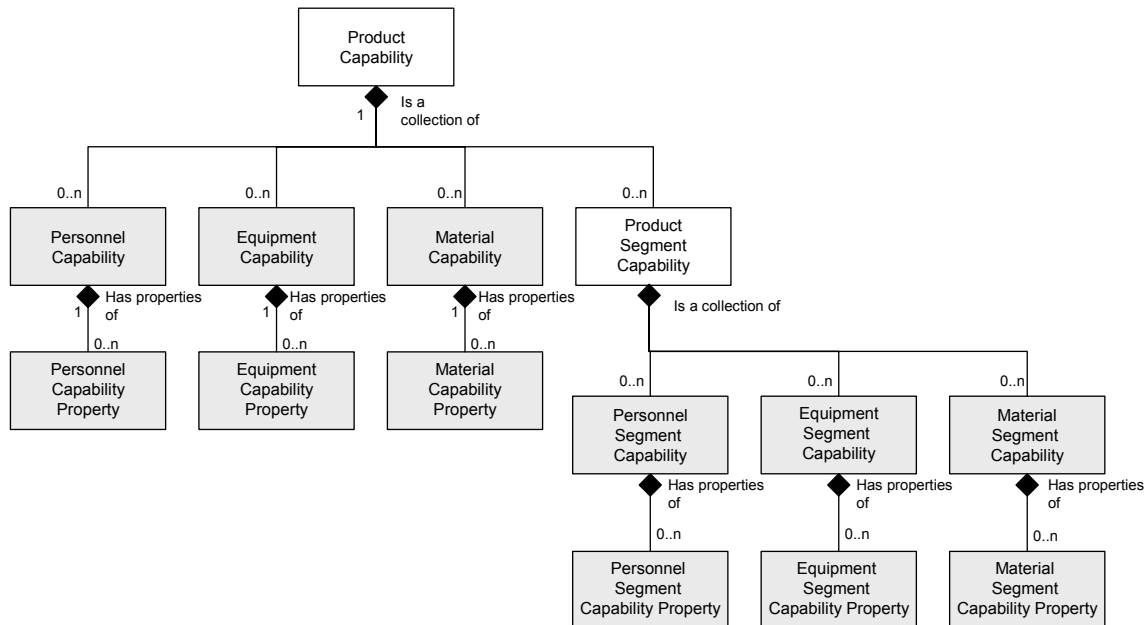 Product
Capability
1
Is a
collection of
0..n
0..n
0..n
0..n
Personnel
Capability
Equipment
Capability
Material
Capability
Product
Segment
Capability
Has properties
of
1
0..n
Has properties
of
1
0..n
Has properties
of
1
0..n
Is a collection of
Personnel
Capability
Property
Equipment
Capability
Property
Material
Capability
Property
0..n
0..n
0..n
Personnel
Segment
Capability
Equipment
Segment
Capability
Material
Segment
Capability
Has properties
of
0..n
Has properties
of
0..n
Has properties
of
0..n
Personnel
Segment
Capability Property
Equipment
Segment
Capability Property
Material
Segment
Capability Property